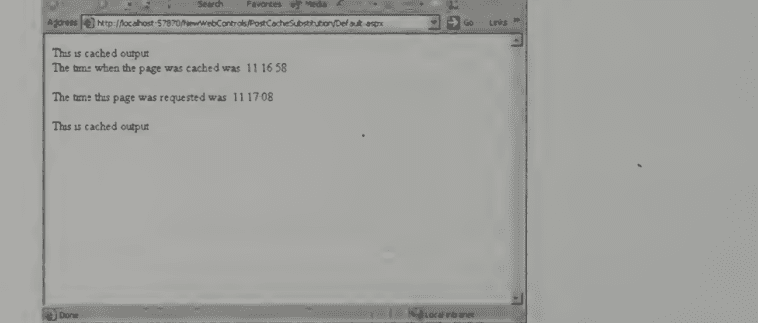 Search Favorites Media
Address http://localhost:57870/NewWebControls/PostCacheSubstitution/Default.aspx Go Links »
This is cached output
The time when the page was cached was 11 16 58
The time this page was requested was 11 17 08
This is cached output
Done Local intranet